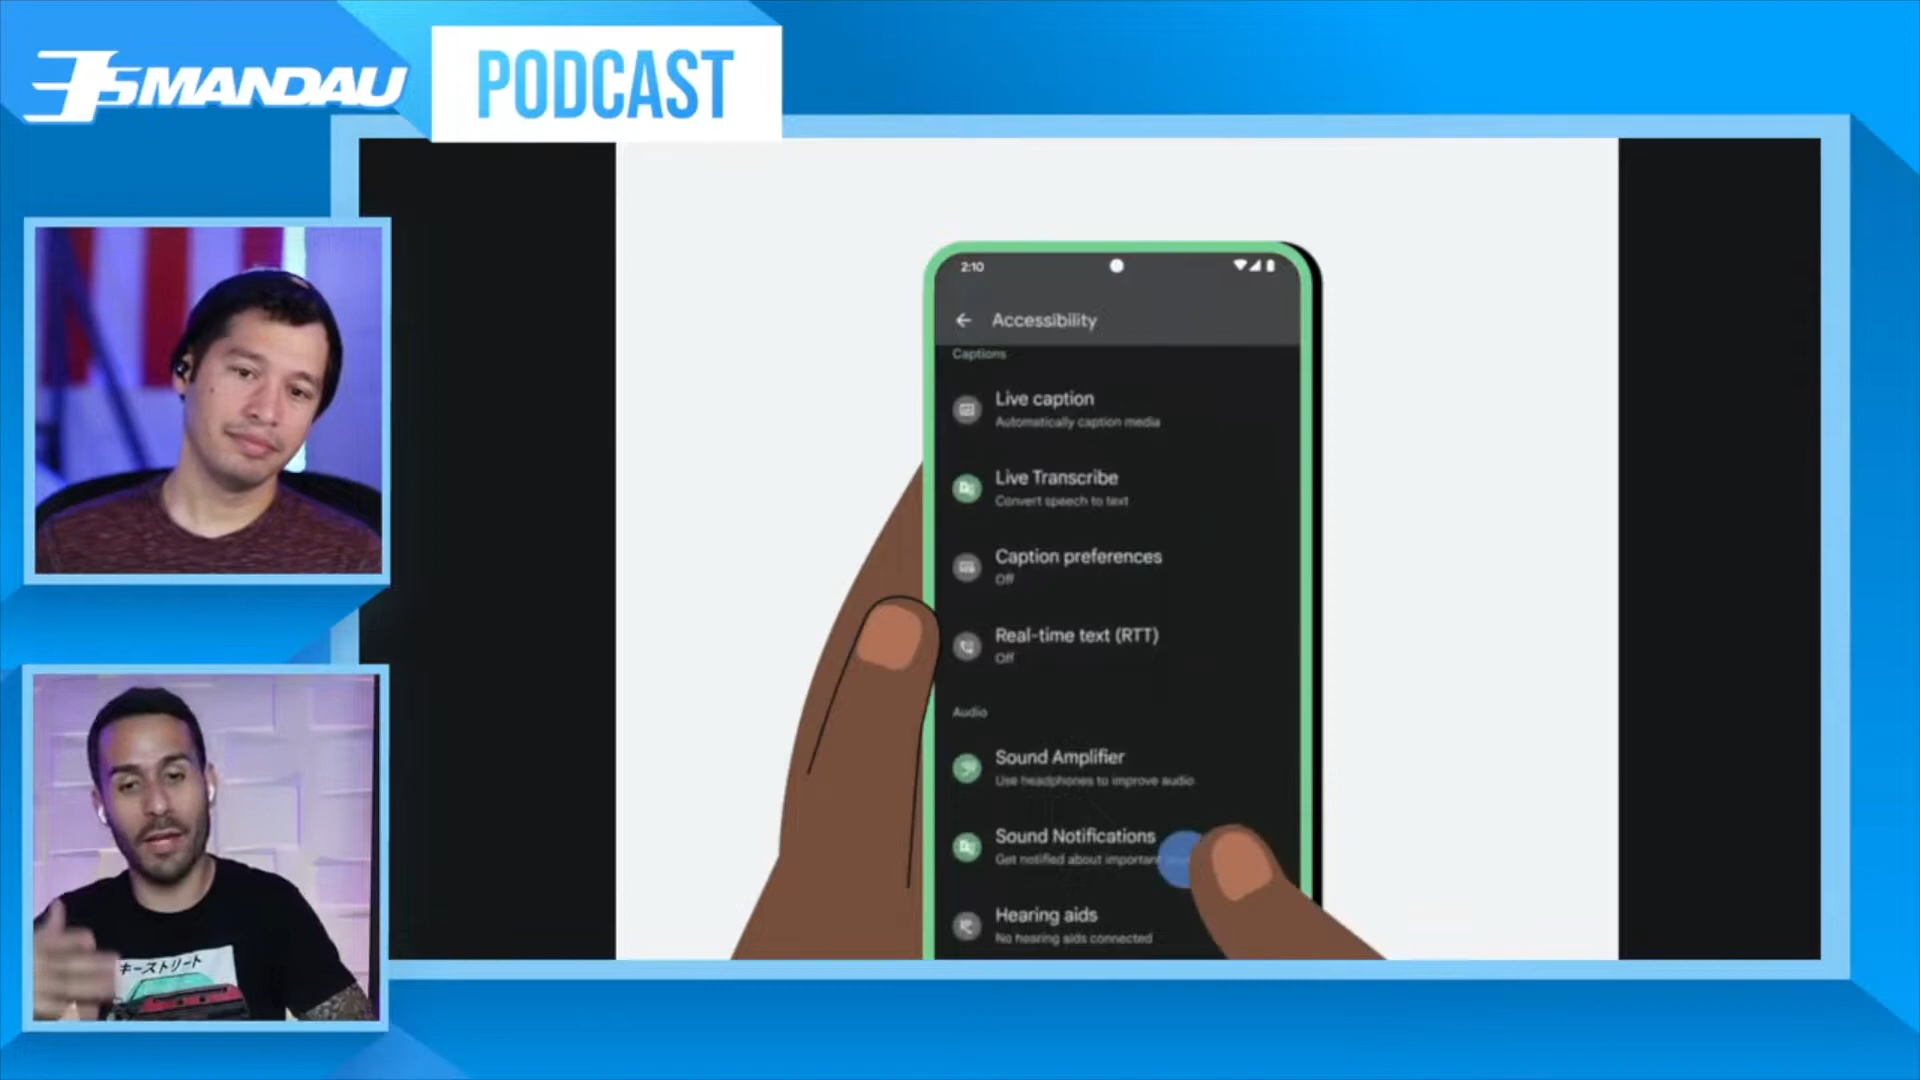 35MANDAU
PODCAST
2:10
Accessibility
Captions
Live caption
Automatically caption media
Live Transcribe
Convert speech to text
Caption preferences
Off
Real-time text (RTT)
Off
Audio
Sound Amplifier
Use headphones to improve audio
Sound Notifications
Get notified about important
Hearing aids
No hearing aids connected
キーストリート